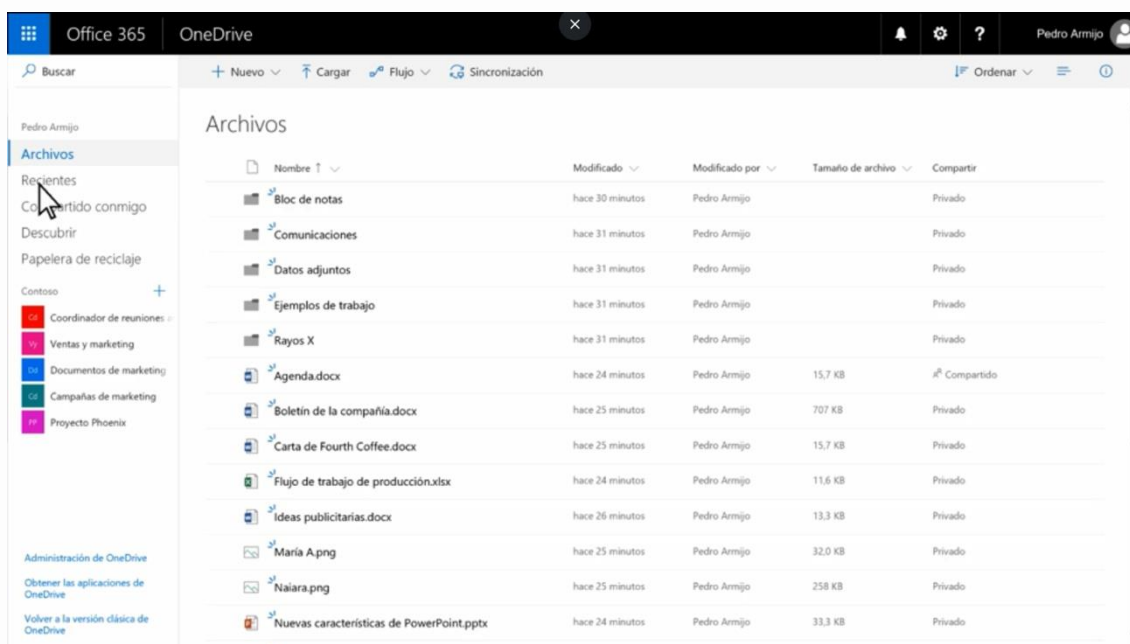 Office 365 OneDrive Pedro Armijo
Buscar
Nuevo Cargar Flujo Sincronización Ordenar
Pedro Armijo
Archivos
Recientes
conmigo
Descubrir
Papelera de reciclaje
Contoso
Cd Coordinador de reuniones
Vy Ventas y marketing
Dd Documentos de marketing
Cd Campañas de marketing
PP Proyecto Phoenix
Administración de OneDrive
Obtener las aplicaciones de
OneDrive
Volver a la versión clásica de
OneDrive
Archivos
Nombre Modificado Modificado por Tamaño de archivo Compartir
Bloc de notas hace 30 minutos Pedro Armijo Privado
Comunicaciones hace 31 minutos Pedro Armijo Privado
Datos adjuntos hace 31 minutos Pedro Armijo Privado
Ejemplos de trabajo hace 31 minutos Pedro Armijo Privado
Rayos X hace 31 minutos Pedro Armijo Privado
Agenda.docx hace 24 minutos Pedro Armijo 15,7 KB Compartido
Boletín de la compañía.docx hace 25 minutos Pedro Armijo 707 KB Privado
Carta de Fourth Coffee.docx hace 25 minutos Pedro Armijo 15,7 KB Privado
Flujo de trabajo de producción.xlsx hace 24 minutos Pedro Armijo 11,6 KB Privado
Ideas publicitarias.docx hace 26 minutos Pedro Armijo 13,3 KB Privado
María A.png hace 25 minutos Pedro Armijo 32,0 KB Privado
Naiara.png hace 25 minutos Pedro Armijo 258 KB Privado
Nuevas características de PowerPoint.pptx hace 24 minutos Pedro Armijo 33,3 KB Privado